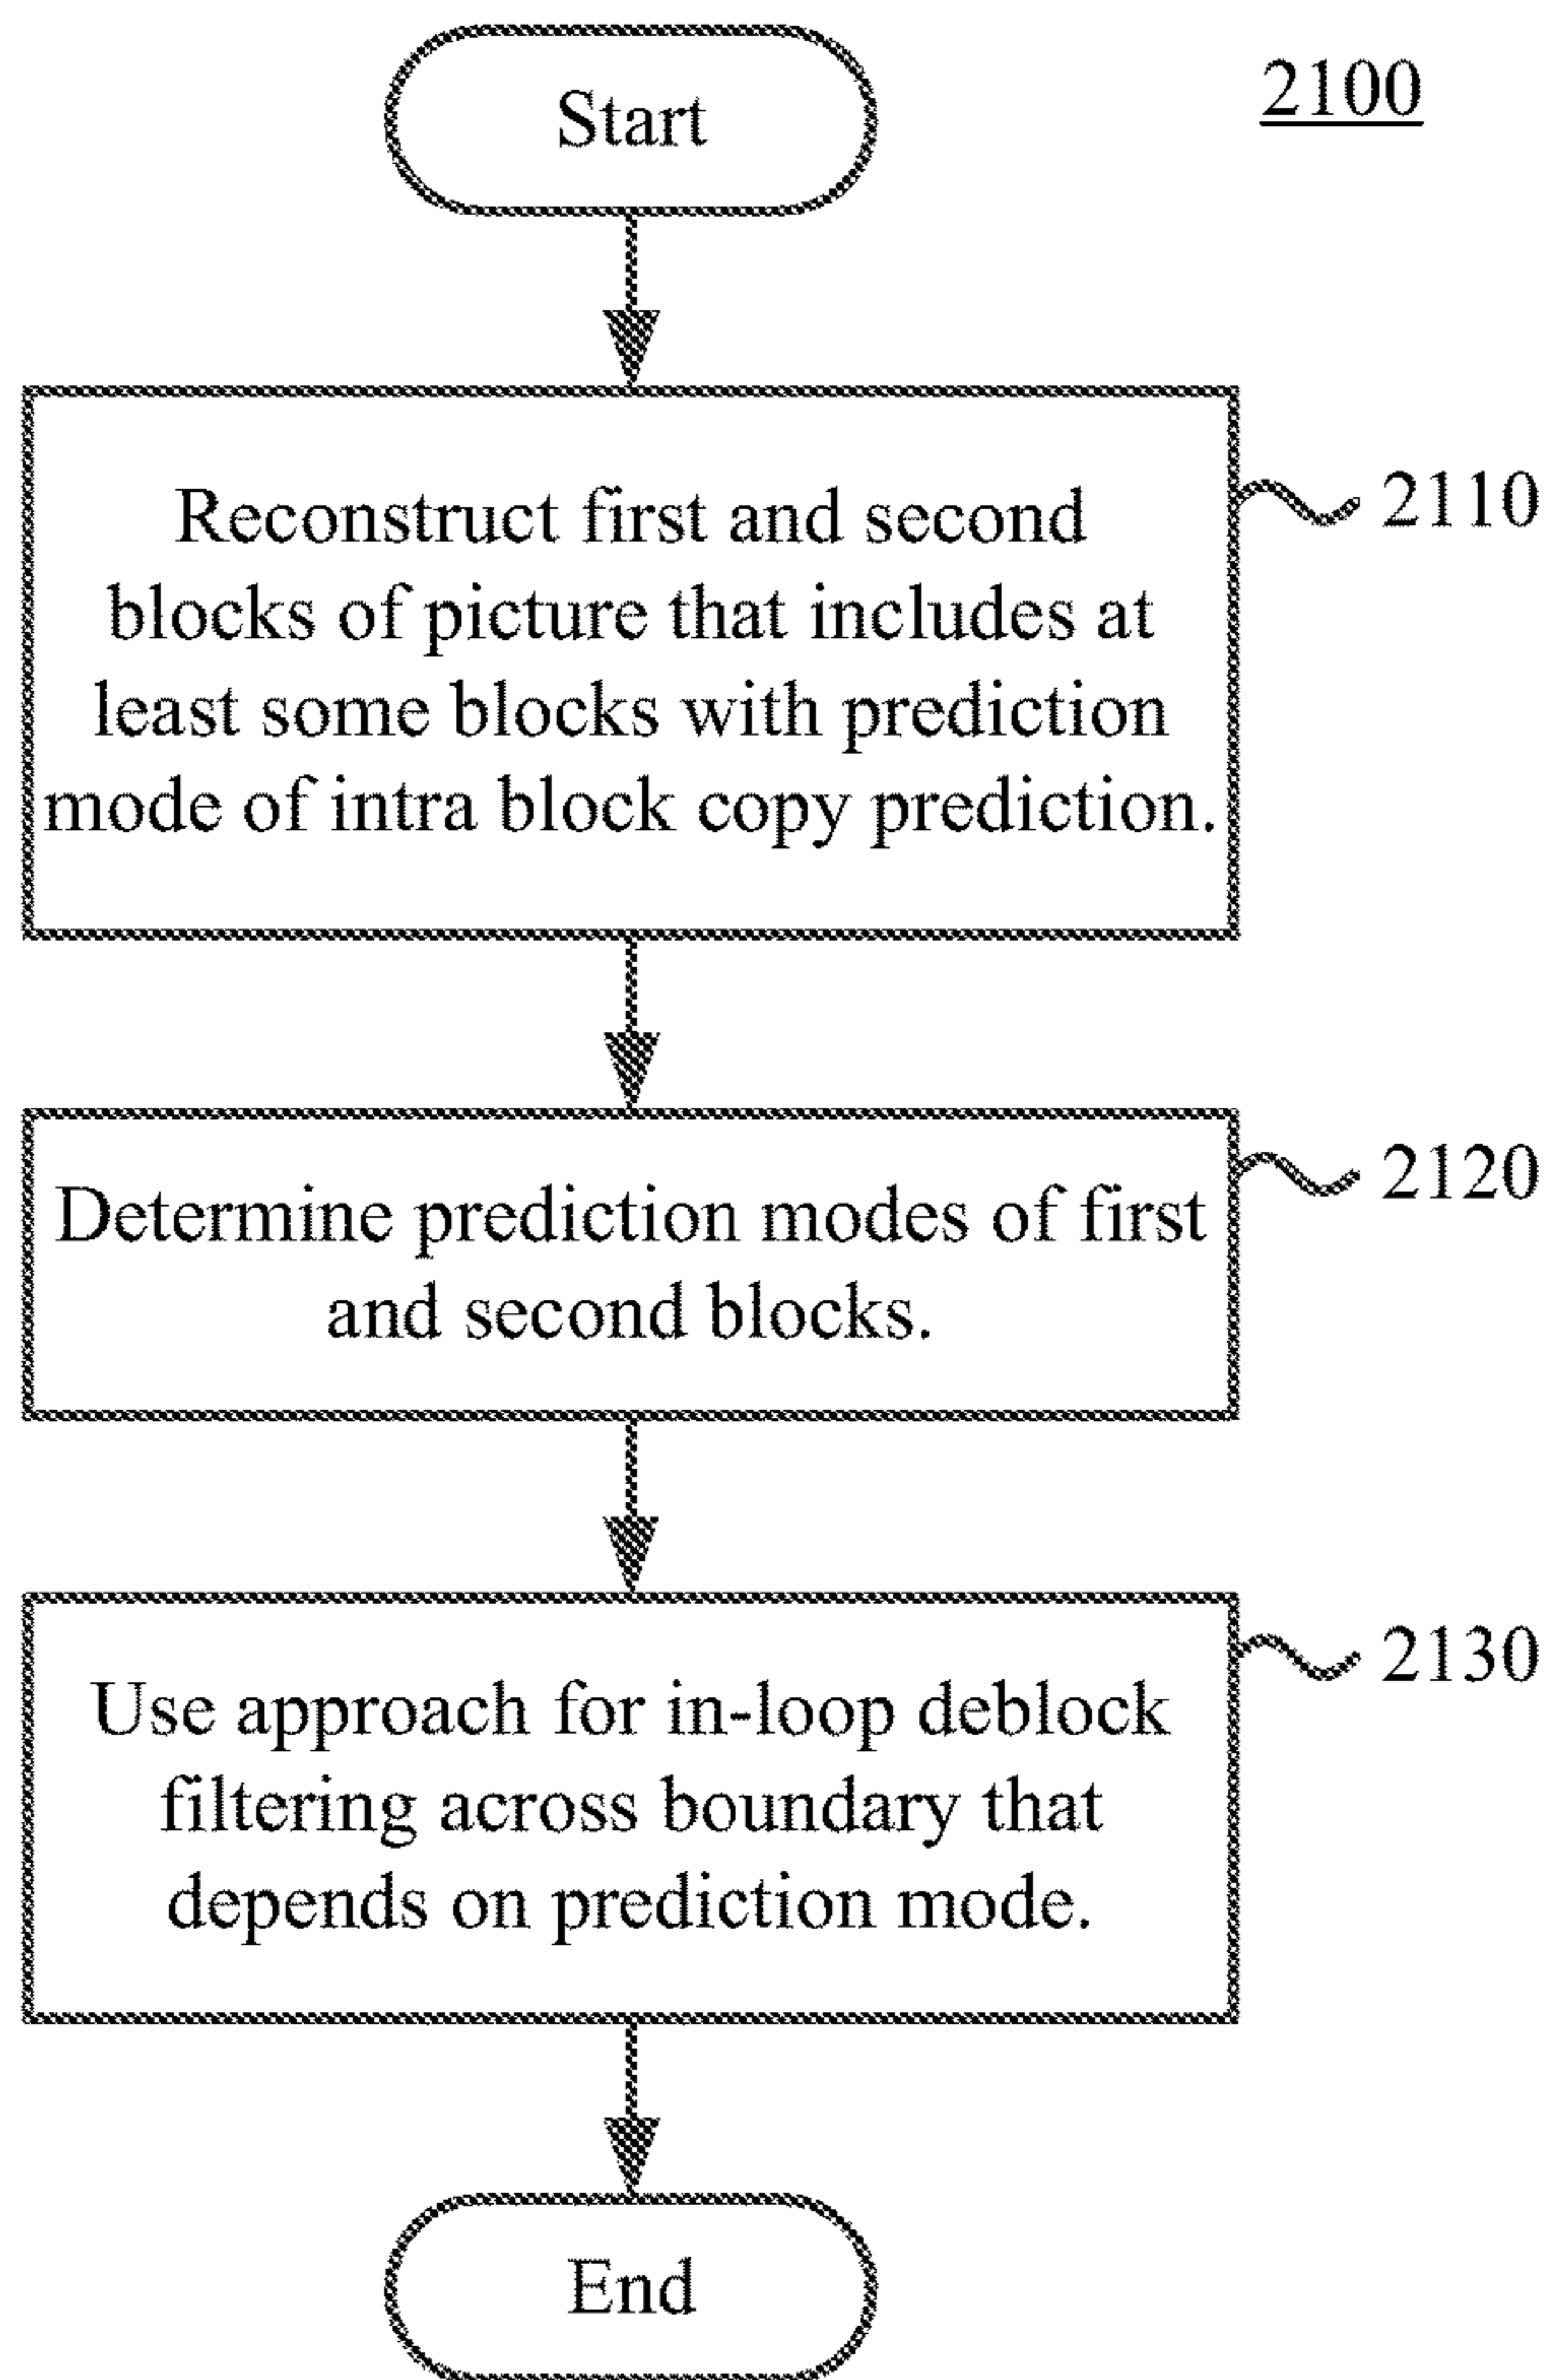 Start
2100
Reconstruct first and second
blocks of picture that includes at
least some blocks with prediction
mode of intra block copy prediction.
2110
Determine prediction modes of first
and second blocks.
2120
Use approach for in-loop deblock
filtering across boundary that
depends on prediction mode.
2130
End